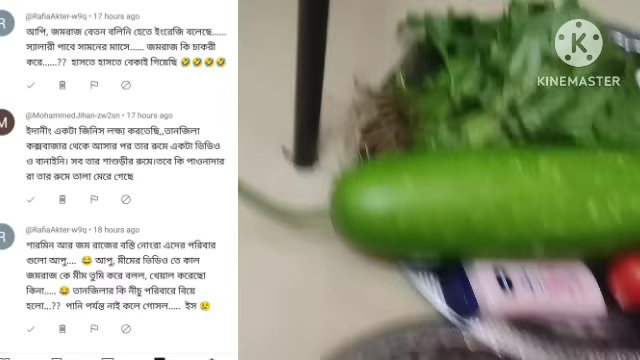 @RafiaAkter-w9q • 17 hours ago
আপি, জমরাজ বেতন বলিনি হেতে ইংরেজি বলেছে......
স্যালারী পাবে সামনের মাসে...... জমরাজ কি চাকরী
করে......?? হাসতে হাসতে বেকাই গিয়েছি 🤣🤣🤣🤣
M
@MohammedJihan-zw2sn • 17 hours ago
ইদানীং একটা জিনিস লক্ষ্য করতেছি,,তানজিলা
কক্সবাজার থেকে আসার পর তার রুমে একটা ভিডিও
ও বানাইনি। সব তার শাশুড়ীর রুমে।তবে কি পাওনাদার
রা তার রুমে তালা মেরে গেছে
R
@RafiaAkter-w9q • 18 hours ago
শারমিন আর জম রাজের বস্তি নোংরা এদের পরিবার
গুলো আপু.... 😂 আপু, মীমের ভিডিও তে কাল
জমরাজ কে মীম তুমি করে বলল, খেয়াল করেছো
কিনা..... 😂 তানজিলার কি নীচু পরিবারে বিয়ে
হলো...?? পানি পর্যন্ত নাই কলে গোসল..... ইস 😢
KINEMASTER